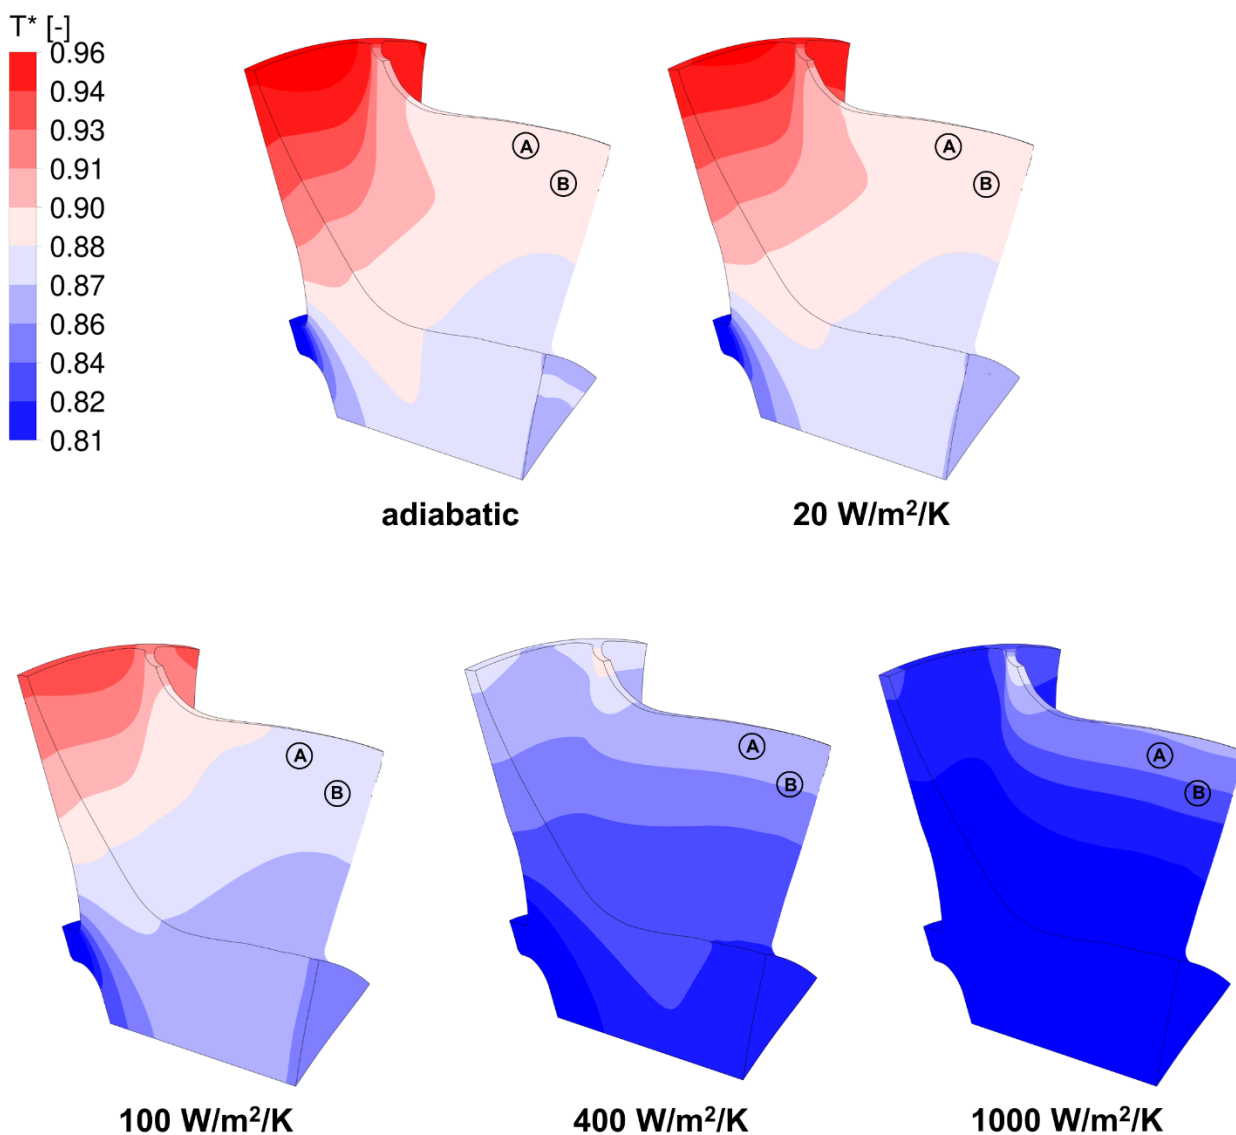 T* [-]
0.96
0.94
0.93
0.91
0.90
0.88
0.87
0.86
0.84
0.82
0.81
A
B
A
B
adiabatic
20 W/m²/K
A
B
A
B
A
B
100 W/m²/K
400 W/m²/K
1000 W/m²/K